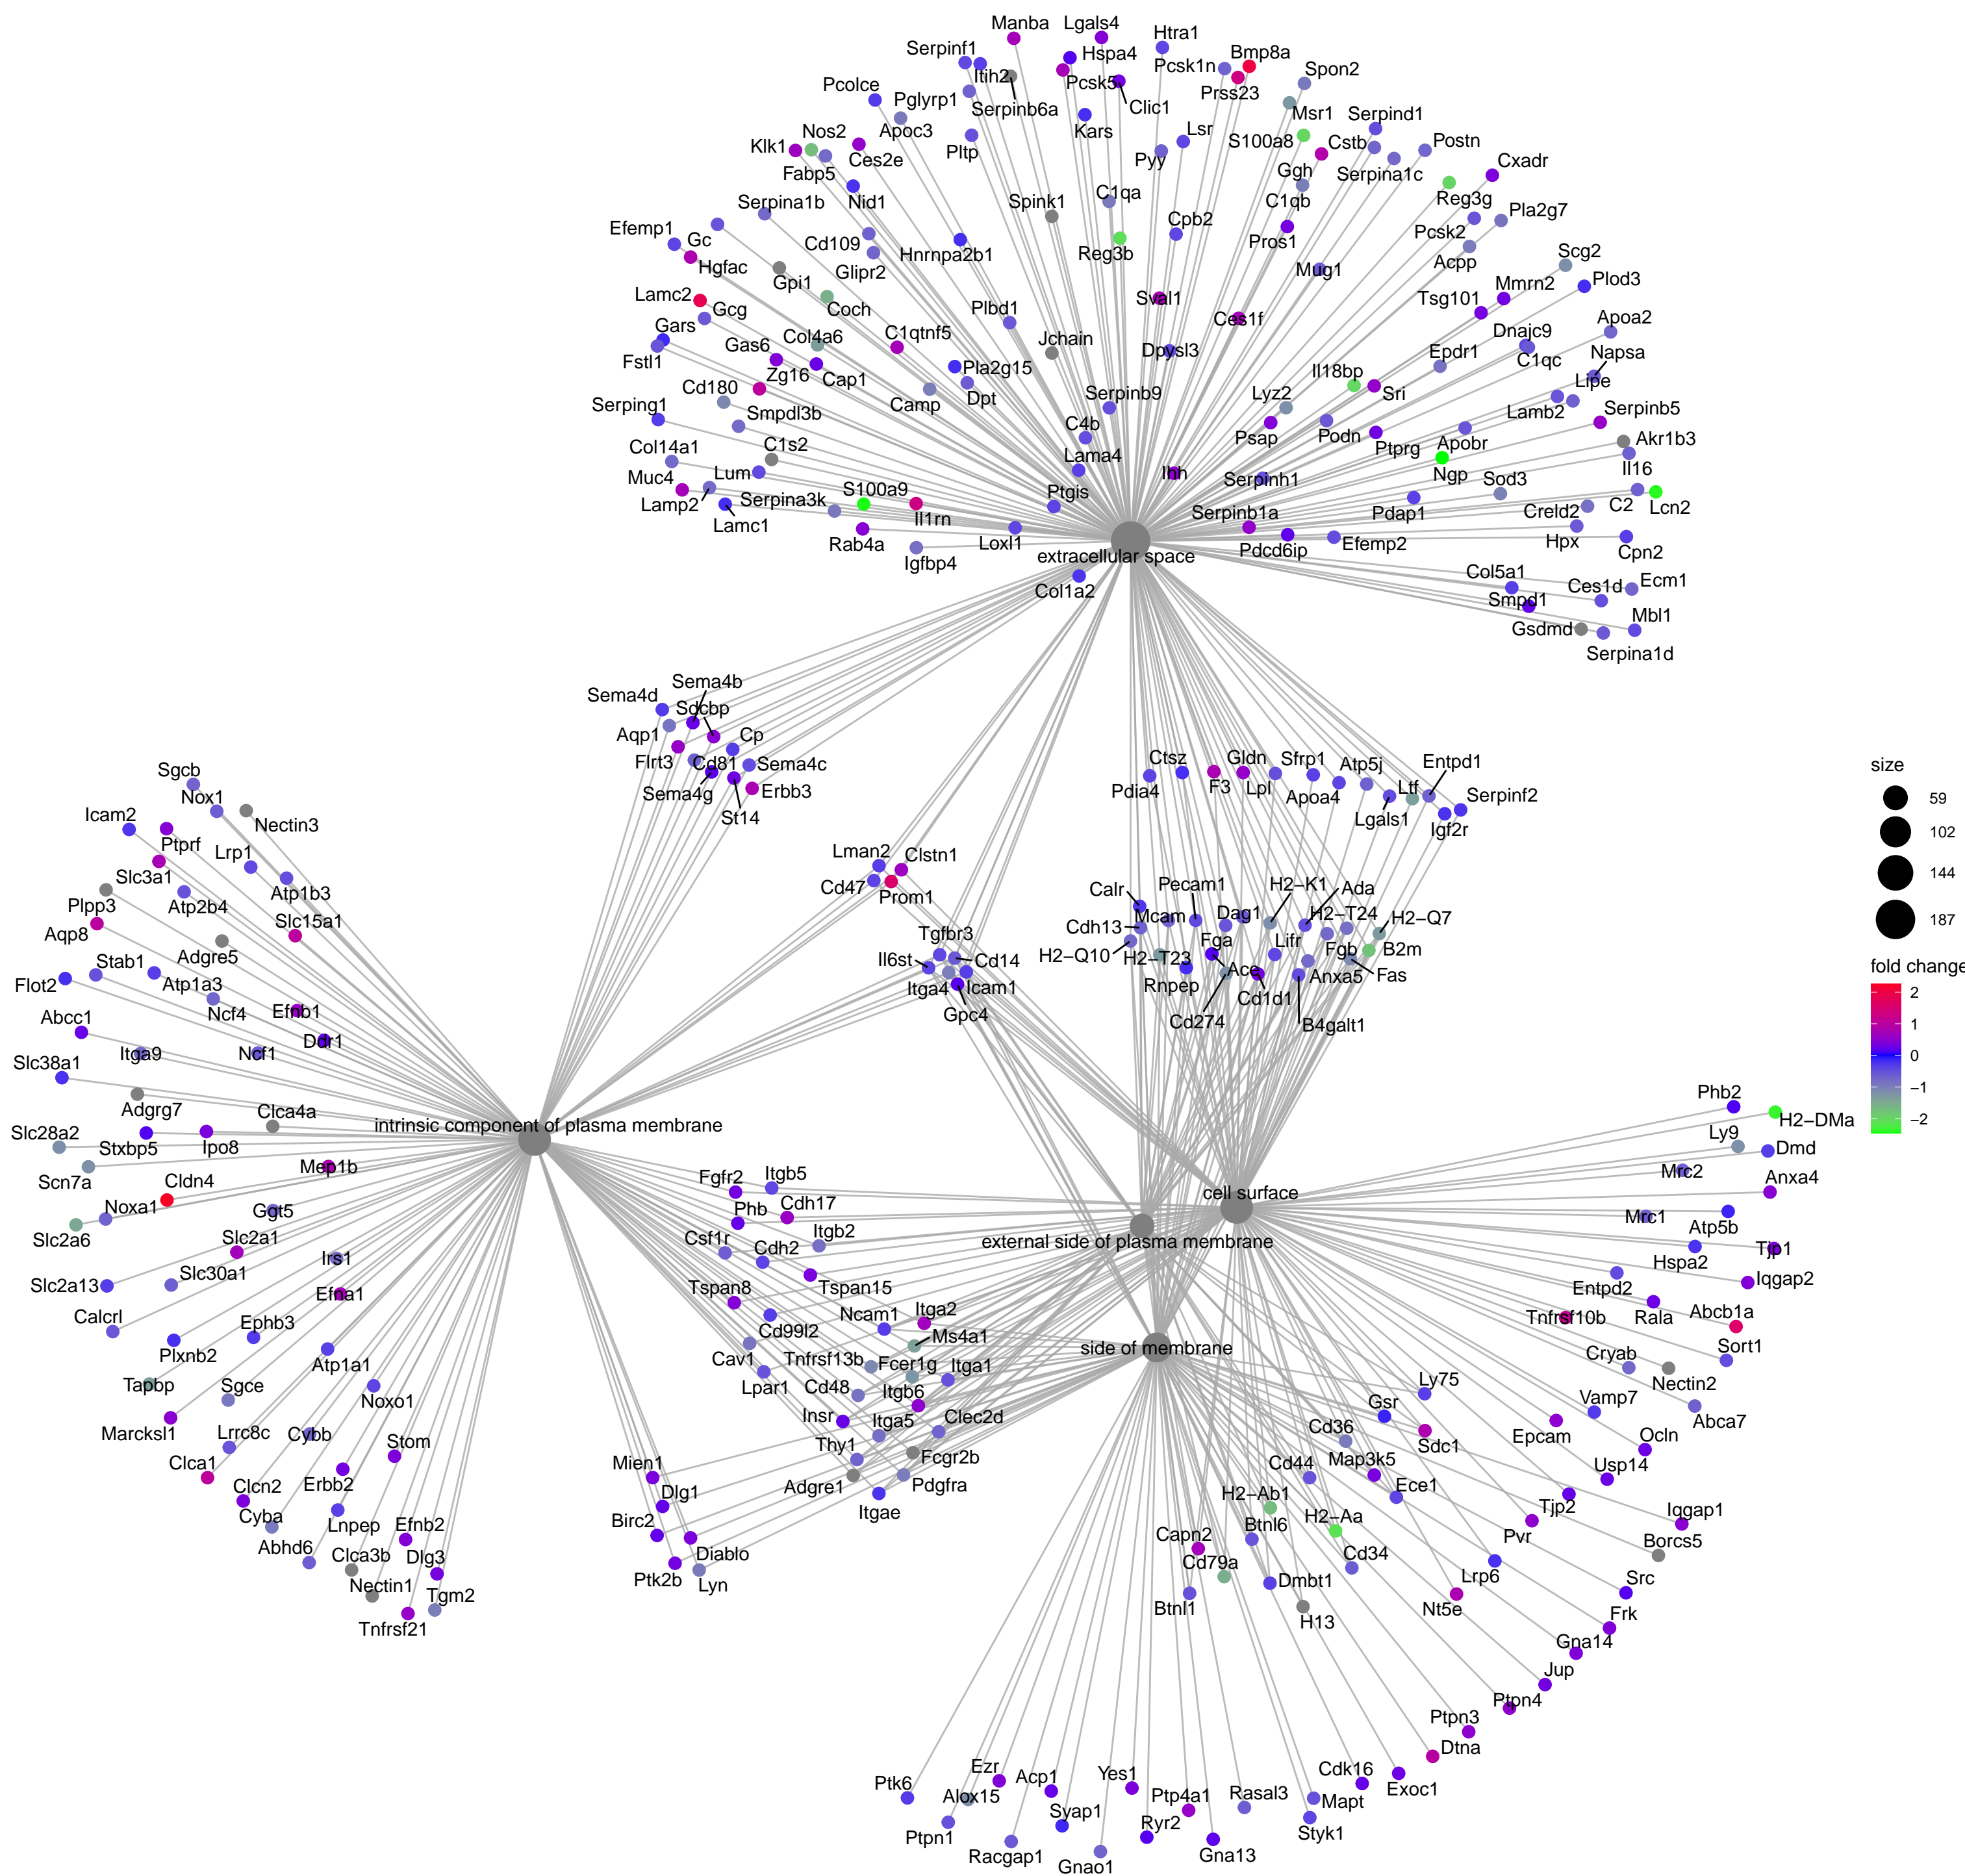 Manba
Lgals4
Htra1
Serpinf1
Hspa4
Bmp8a
Pcsk1n
Itih2
Pcsk5
Spon2
Pcolce
Pglyrp1
Serpinb6a
Clic1
Prss23
Msr1
Serpind1
Nos2
Apoc3
Kars
Lsr
S100a8
Cstb
Postn
Klk1
Ces2e
Pltp
Pyy
Ggh
Serpina1c
Cxadr
Fabp5
Nid1
C1qa
C1qb
Reg3g
Serpina1b
Spink1
Cpb2
Pla2g7
Efemp1
Gc
Cd109
Hnrnpa2b1
Reg3b
Pros1
Pcsk2
Scg2
Hgfac
Glipr2
Mug1
Acpp
Gpi1
Plod3
Lamc2
Gcg
Coch
Plbd1
Sval1
Ces1f
Tsg101
Mmrn2
Gars
Col4a6
C1qtnf5
Jchain
Dpysl3
Dnajc9
Apoa2
Fstl1
Gas6
Epdr1
C1qc
Napsa
Zg16
Cap1
Pla2g15
Il18bp
Lipe
Cd180
Camp
Dpt
Serpinb9
Lyz2
Sri
Serping1
Smpdl3b
C4b
Psap
Podn
Lamb2
Serpinb5
Col14a1
C1s2
Lama4
Ptprg
Apobr
Akr1b3
Muc4
Lum
Ihh
Serpinh1
Ngp
Il16
Lamp2
Serpina3k
S100a9
Ptgis
Sod3
Lamc1
Il1rn
Serpinb1a
Pdap1
Creld2
C2
Lcn2
Rab4a
Loxl1
Pdcd6ip
Efemp2
Hpx
Cpn2
Igfbp4
extracellular space
Col1a2
Col5a1
Ces1d
Ecm1
Smpd1
Mbl1
Gsdmd
Serpina1d
Sema4b
Sema4d
Sdcbp
Aqp1
Cp
Flrt3
Cd81
Sema4c
Sema4g
Erbb3
St14
Ctsz
Gldn
Sfrp1
Atp5j
Entpd1
Pdia4
F3
Lpl
Apoa4
Ltf
Serpinf2
Lgals1
Igf2r
size
59
102
144
187
Sgcb
Nox1
Icam2
Nectin3
Ptprf
Lrp1
Slc3a1
Atp1b3
Plpp3
Atp2b4
Aqp8
Slc15a1
Adgre5
Stab1
Flot2
Atp1a3
Ncf4
Abcc1
Efnb1
Itga9
Ncf1
Ddr1
Slc38a1
Adgrg7
Clca4a
Lman2
Clstn1
Cd47
Prom1
Tgfbr3
Il6st
Cd14
Itga4
Icam1
Gpc4
Calr
Pecam1
H2−K1
Ada
Cdh13
Mcam
Dag1
H2−T24
H2−Q7
H2−Q10
H2−T23
Fga
Lifr
Fgb
B2m
Rnpep
Ace
Anxa5
Fas
Cd1d1
Cd274
B4galt1
fold change
2
1
0
−1
−2
intrinsic component of plasma membrane
Slc28a2
Stxbp5
Ipo8
Scn7a
Mep1b
Cldn4
Noxa1
Ggt5
Slc2a6
Slc2a1
Irs1
Slc2a13
Slc30a1
Efna1
Calcrl
Ephb3
Plxnb2
Atp1a1
Tapbp
Sgce
Noxo1
Marcksl1
Lrrc8c
Cybb
Stom
Clca1
Clcn2
Erbb2
Cyba
Lnpep
Efnb2
Abhd6
Clca3b
Dlg3
Nectin1
Tgm2
Tnfrsf21
Fgfr2
Itgb5
Phb
Cdh17
Csf1r
Itgb2
Cdh2
Tspan8
Tspan15
Ncam1
Itga2
Cd99l2
Ms4a1
Cav1
Tnfrsf13b
Fcer1g
Itga1
Lpar1
Cd48
Itgb6
Insr
Itga5
Clec2d
Thy1
Fcgr2b
Adgre1
Pdgfra
Itgae
Mien1
Dlg1
Birc2
Diablo
Ptk2b
Lyn
cell surface
external side of plasma membrane
side of membrane
Phb2
H2−DMa
Ly9
Dmd
Mrc2
Anxa4
Mrc1
Atp5b
Tjp1
Hspa2
Entpd2
Iqgap2
Tnfrsf10b
Rala
Abcb1a
Cryab
Sort1
Nectin2
Ly75
Vamp7
Abca7
Gsr
Cd36
Sdc1
Epcam
Ocln
Map3k5
Cd44
Usp14
Ece1
H2−Ab1
Tjp2
H2−Aa
Iqgap1
Btnl6
Pvr
Capn2
Borcs5
Cd79a
Cd34
Lrp6
Dmbt1
Src
Btnl1
H13
Nt5e
Frk
Gna14
Jup
Ptpn4
Ptpn3
Dtna
Ptk6
Ezr
Acp1
Yes1
Cdk16
Alox15
Ptp4a1
Rasal3
Exoc1
Mapt
Syap1
Ptpn1
Ryr2
Styk1
Racgap1
Gna13
Gnao1